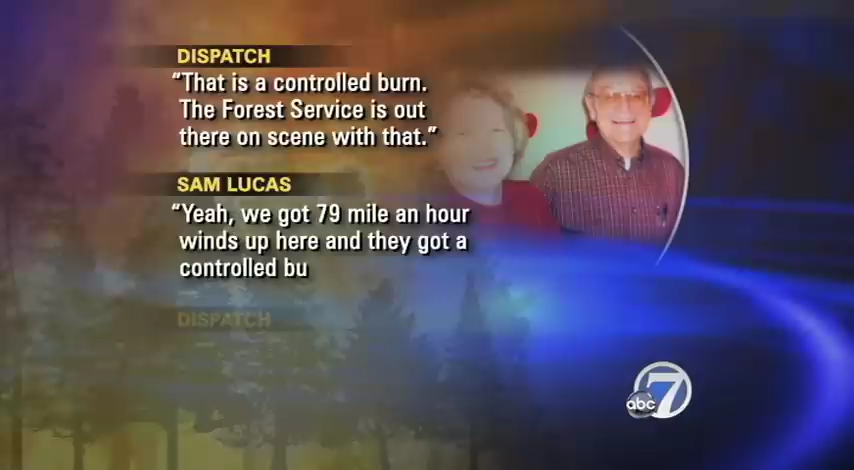 DISPATCH
“That is a controlled burn.
The Forest Service is out
there on scene with that.”
SAM LUCAS
“Yeah, we got 79 mile an hour
winds up here and they got a
controlled bu
DISPATCH
abc 7